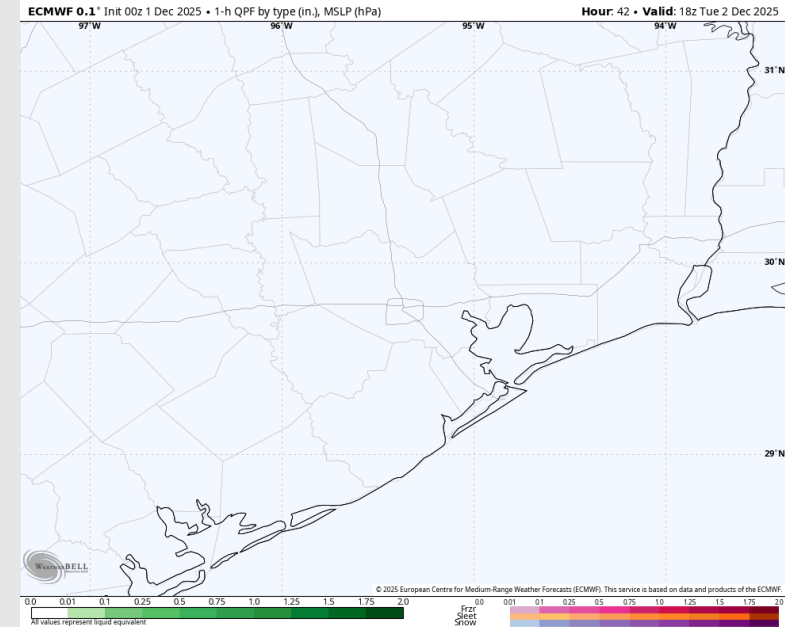 ECMWF 0.1° Init 00z 1 Dec 2025 • 1-h QPF by type (in.), MSLP (hPa)
Hour: 42 • Valid: 18z Tue 2 Dec 2025
97°W 96°W 95°W 94°W
31°N
30°N
29°N
WEATHERBELL
© 2025 European Centre for Medium-Range Weather Forecasts (ECMWF). This service is based on data and products of the ECMWF.
0.0 0.01 0.1 0.25 0.5 0.75 1.0 1.25 1.5 1.75 2.0
0.0 0.01 0.1 0.25 0.5 0.75 1.0 1.25 1.5 1.75 2.0
Frzr
Sleet
Snow
All values represent liquid equivalent